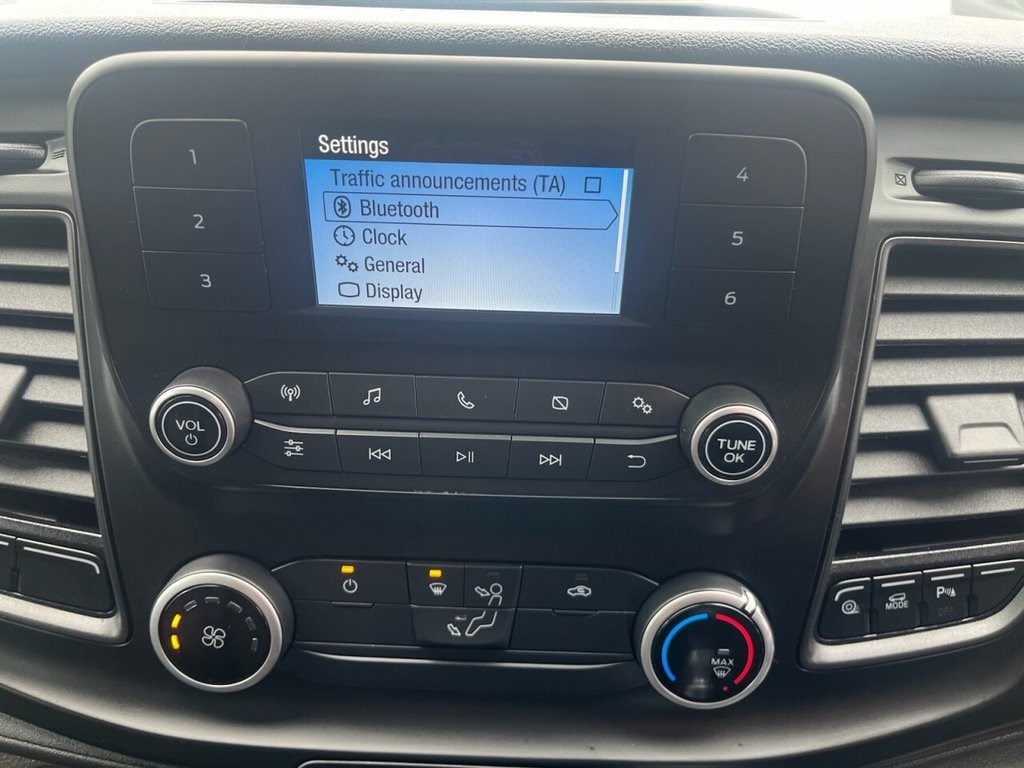 Settings
Traffic announcements (TA)
Bluetooth
Clock
General
Display
1
2
3
4
5
6
VOL
TUNE
OK
MAX
MODE
P
OFF